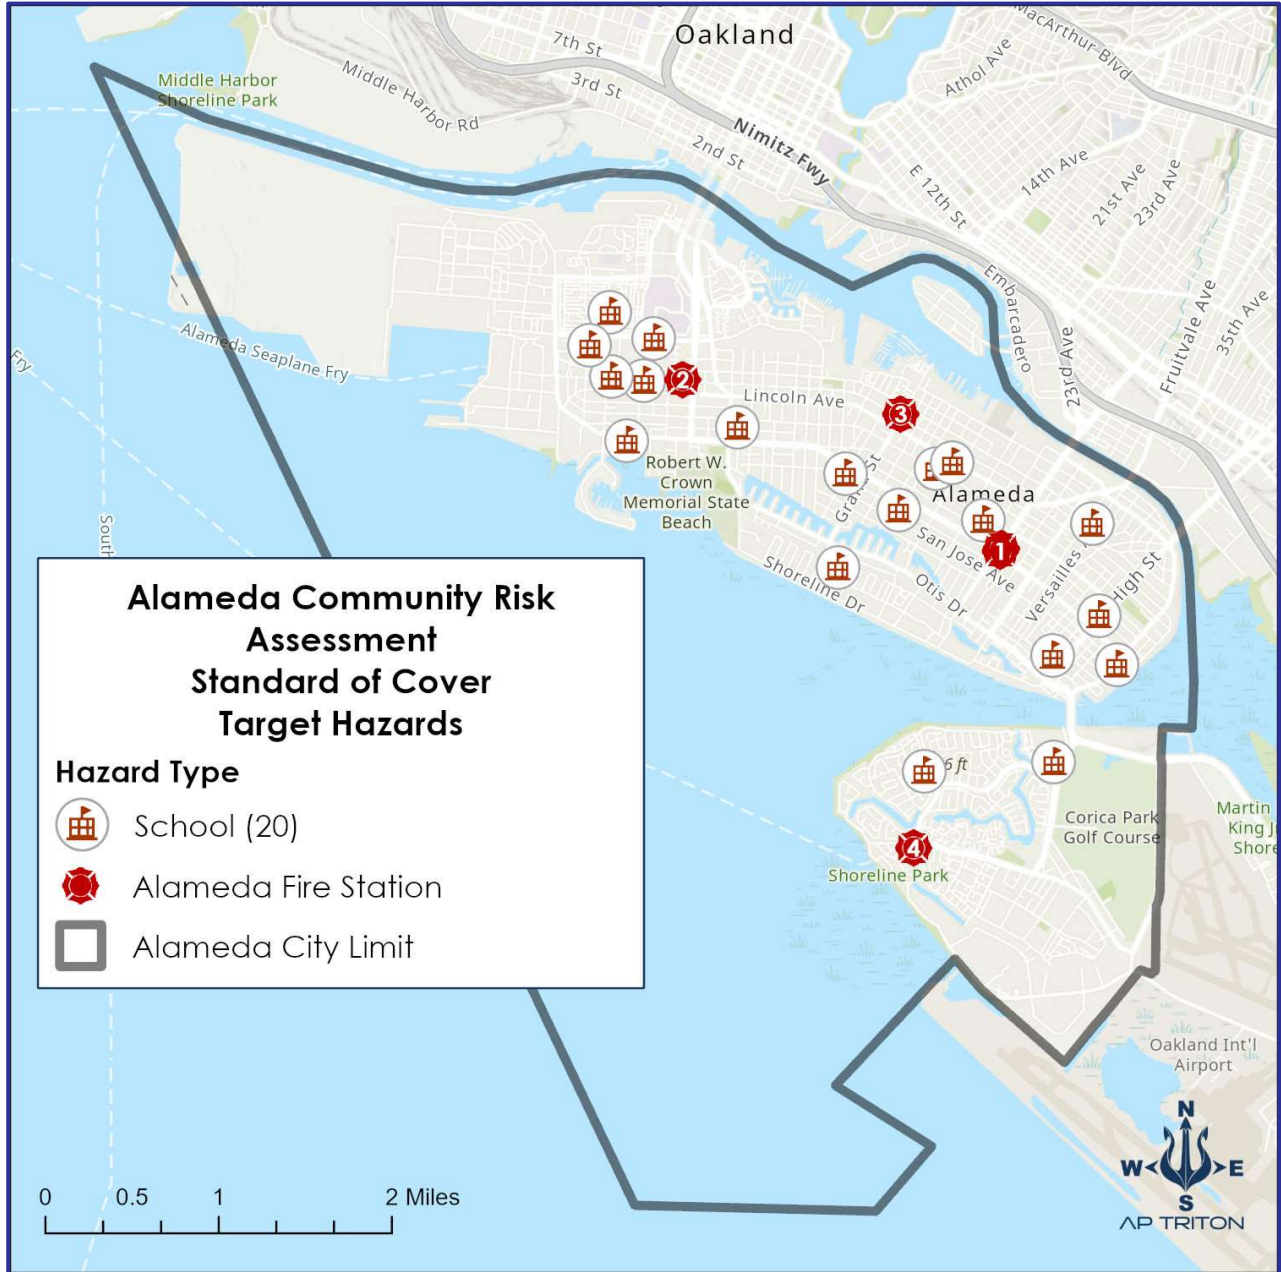 Oakland
MacArthur Blvd
7th St
Athol Ave
Middle Harbor
Shoreline Park
Middle Harbor Rd
3rd St
Nimitz Fwy
2nd St
E 12th St
14th Ave
21st Ave
23rd Ave
Embarcadero
Fruitvale Ave
35th Ave
23rd Ave
Alameda Seaplane Fry
Fry
2
Lincoln Ave
3
Robert W.
Crown
Memorial State
Beach
Alameda
San Jose Ave
1
High St
Shoreline Dr
Otis Dr
South
Alameda Community Risk
Assessment
Standard of Cover
Target Hazards
Hazard Type
School (20)
Alameda Fire Station
Alameda City Limit
6 ft
Corica Park
Golf Course
Martin
King J
Shore
4
Shoreline Park
Oakland Int'l
Airport
0 0.5 1 2 Miles
N
W E
S
AP TRITON